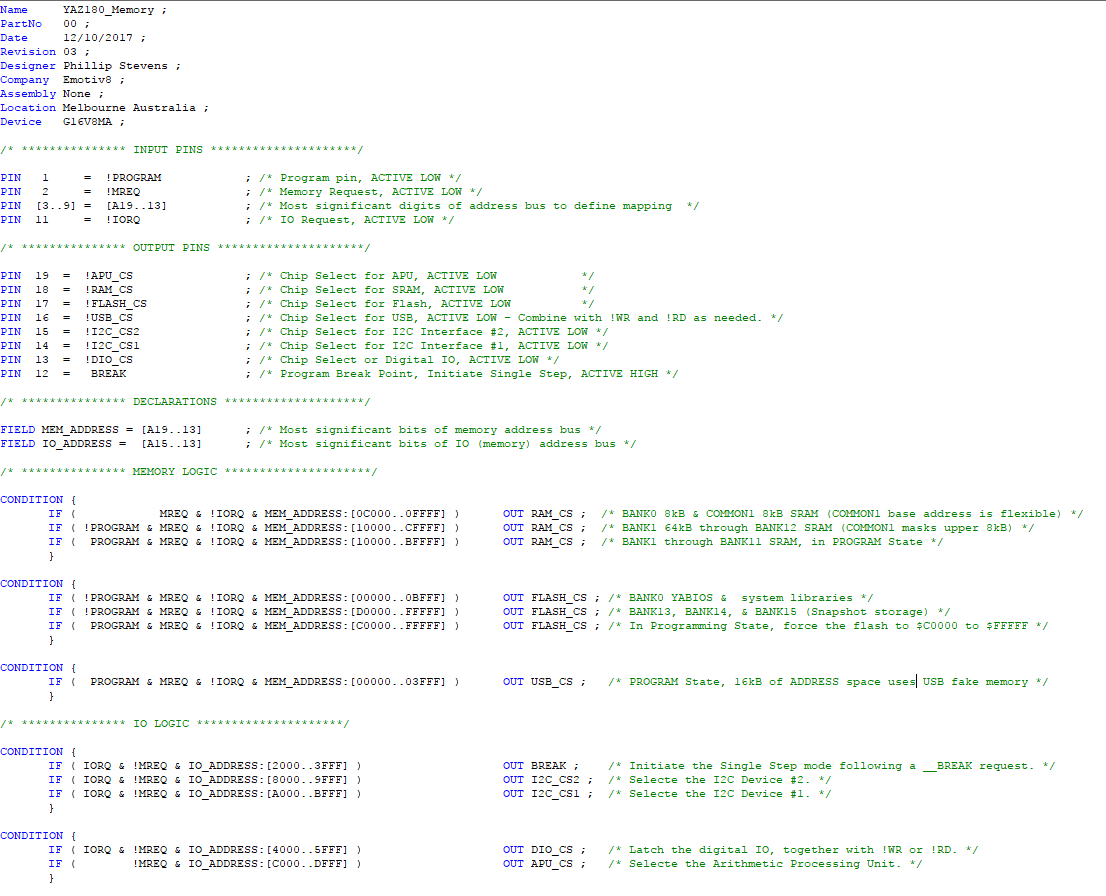 Name     YAZ180_Memory ;
PartNo   00 ;
Date     12/10/2017 ;
Revision 03 ;
Designer Phillip Stevens ;
Company  Emotiv8 ;
Assembly None ;
Location Melbourne Australia ;
Device   G16V8MA ;
/* *************** INPUT PINS *********************/
PIN   1     =  !PROGRAM            ; /* Program pin, ACTIVE LOW */
PIN   2     =  !MREQ               ; /* Memory Request, ACTIVE LOW */
PIN  [3..9] =  [A19..13]           ; /* Most significant digits of address bus to define mapping  */
PIN  11     =  !IORQ               ; /* IO Request, ACTIVE LOW */
/* *************** OUTPUT PINS *********************/
PIN  19  =  !APU_CS                ; /* Chip Select for APU, ACTIVE LOW            */
PIN  18  =  !RAM_CS                ; /* Chip Select for SRAM, ACTIVE LOW           */
PIN  17  =  !FLASH_CS              ; /* Chip Select for Flash, ACTIVE LOW          */
PIN  16  =  !USB_CS                ; /* Chip Select for USB, ACTIVE LOW - Combine with !WR and !RD as needed. */
PIN  15  =  !I2C_CS2               ; /* Chip Select for I2C Interface #2, ACTIVE LOW */
PIN  14  =  !I2C_CS1               ; /* Chip Select for I2C Interface #1, ACTIVE LOW */
PIN  13  =  !DIO_CS                ; /* Chip Select or Digital IO, ACTIVE LOW */
PIN  12  =   BREAK                 ; /* Program Break Point, Initiate Single Step, ACTIVE HIGH */
/* *************** DECLARATIONS ********************/
FIELD MEM_ADDRESS = [A19..13]      ; /* Most significant bits of memory address bus */
FIELD IO_ADDRESS =  [A15..13]      ; /* Most significant bits of IO (memory) address bus */
/* *************** MEMORY LOGIC *********************/
CONDITION {
IF (            MREQ & !IORQ & MEM_ADDRESS:[0C000..0FFFF] )      OUT RAM_CS ;  /* BANK0 8kB & COMMON1 8kB SRAM (COMMON1 base address is flexible) */
IF ( !PROGRAM & MREQ & !IORQ & MEM_ADDRESS:[10000..CFFFF] )      OUT RAM_CS ;  /* BANK1 64kB through BANK12 SRAM (COMMON1 masks upper 8kB) */
IF (  PROGRAM & MREQ & !IORQ & MEM_ADDRESS:[10000..BFFFF] )      OUT RAM_CS ;  /* BANK1 through BANK11 SRAM, in PROGRAM State */
}
CONDITION {
IF ( !PROGRAM & MREQ & !IORQ & MEM_ADDRESS:[00000..0BFFF] )      OUT FLASH_CS ; /* BANK0 YABIOS &  system libraries */
IF ( !PROGRAM & MREQ & !IORQ & MEM_ADDRESS:[D0000..FFFFF] )      OUT FLASH_CS ; /* BANK13, BANK14, & BANK15 (Snapshot storage) */
IF (  PROGRAM & MREQ & !IORQ & MEM_ADDRESS:[C0000..FFFFF] )      OUT FLASH_CS ; /* In Programming State, force the flash to $C0000 to $FFFFF */
}
CONDITION {
IF (  PROGRAM & MREQ & !IORQ & MEM_ADDRESS:[00000..03FFF] )      OUT USB_CS ;   /* PROGRAM State, 16kB of ADDRESS space uses USB fake memory */
}
/* *************** IO LOGIC *********************/
CONDITION {
IF ( IORQ & !MREQ & IO_ADDRESS:[2000..3FFF] )                    OUT BREAK ;    /* Initiate the Single Step mode following a __BREAK request. */
IF ( IORQ & !MREQ & IO_ADDRESS:[8000..9FFF] )                    OUT I2C_CS2 ;  /* Selecte the I2C Device #2. */
IF ( IORQ & !MREQ & IO_ADDRESS:[A000..BFFF] )                    OUT I2C_CS1 ;  /* Selecte the I2C Device #1. */
}
CONDITION {
IF ( IORQ & !MREQ & IO_ADDRESS:[4000..5FFF] )                    OUT DIO_CS ;   /* Latch the digital IO, together with !WR or !RD. */
IF (        !MREQ & IO_ADDRESS:[C000..DFFF] )                    OUT APU_CS ;   /* Selecte the Arithmetic Processing Unit. */
}